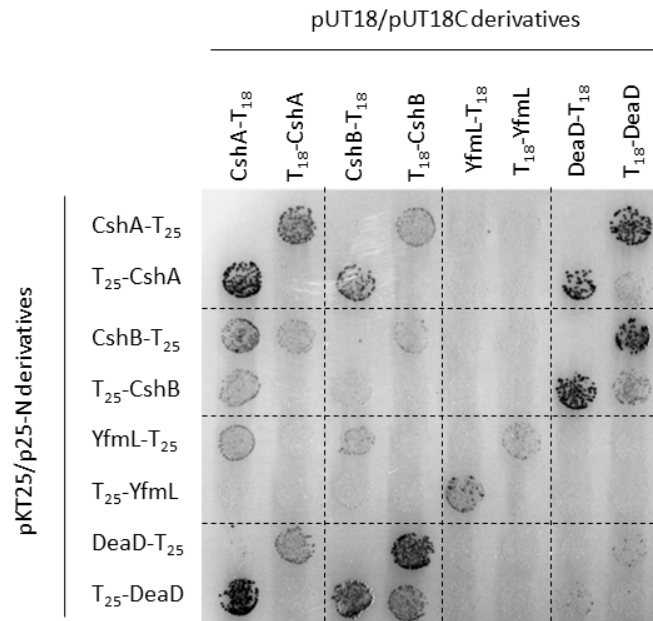 pUT18/pUT18C derivatives
CshA-T₁₈
T₁₈-CshA
CshB-T₁₈
T₁₈-CshB
YfmL-T₁₈
T₁₈-YfmL
DeaD-T₁₈
T₁₈-DeaD
pKT25/p25-N derivatives
CshA-T₂₅
T₂₅-CshA
CshB-T₂₅
T₂₅-CshB
YfmL-T₂₅
T₂₅-YfmL
DeaD-T₂₅
T₂₅-DeaD